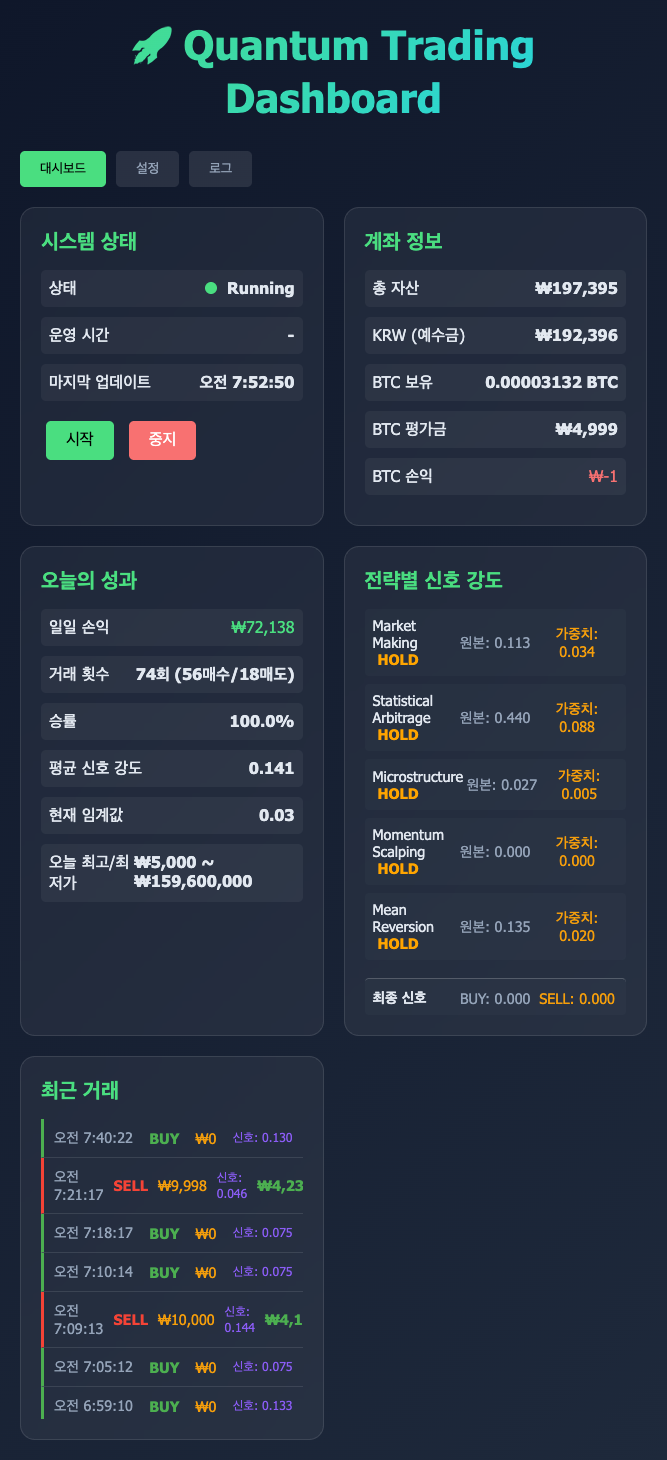 🚀 Quantum Trading
Dashboard
대시보드
설정
로그
시스템 상태
상태 Running
운영 시간 -
마지막 업데이트 오전 7:52:50
시작
중지
계좌 정보
총 자산 ₩197,395
KRW (예수금) ₩192,396
BTC 보유 0.00003132 BTC
BTC 평가금 ₩4,999
BTC 손익 ₩-1
오늘의 성과
일일 손익 ₩72,138
거래 횟수 74회 (56매수/18매도)
승률 100.0%
평균 신호 강도 0.141
현재 임계값 0.03
오늘 최고/최
저가
₩5,000 ~
₩159,600,000
전략별 신호 강도
Market
Making
HOLD
원본: 0.113
가중치:
0.034
Statistical
Arbitrage
HOLD
원본: 0.440
가중치:
0.088
Microstructure
HOLD
원본: 0.027
가중치:
0.005
Momentum
Scalping
HOLD
원본: 0.000
가중치:
0.000
Mean
Reversion
HOLD
원본: 0.135
가중치:
0.020
최종 신호 BUY: 0.000 SELL: 0.000
최근 거래
오전 7:40:22 BUY ₩0 신호: 0.130
오전
7:21:17
SELL ₩9,998
신호:
0.046
₩4,23
오전 7:18:17 BUY ₩0 신호: 0.075
오전 7:10:14 BUY ₩0 신호: 0.075
오전
7:09:13
SELL ₩10,000
신호:
0.144
₩4,1
오전 7:05:12 BUY ₩0 신호: 0.075
오전 6:59:10 BUY ₩0 신호: 0.133